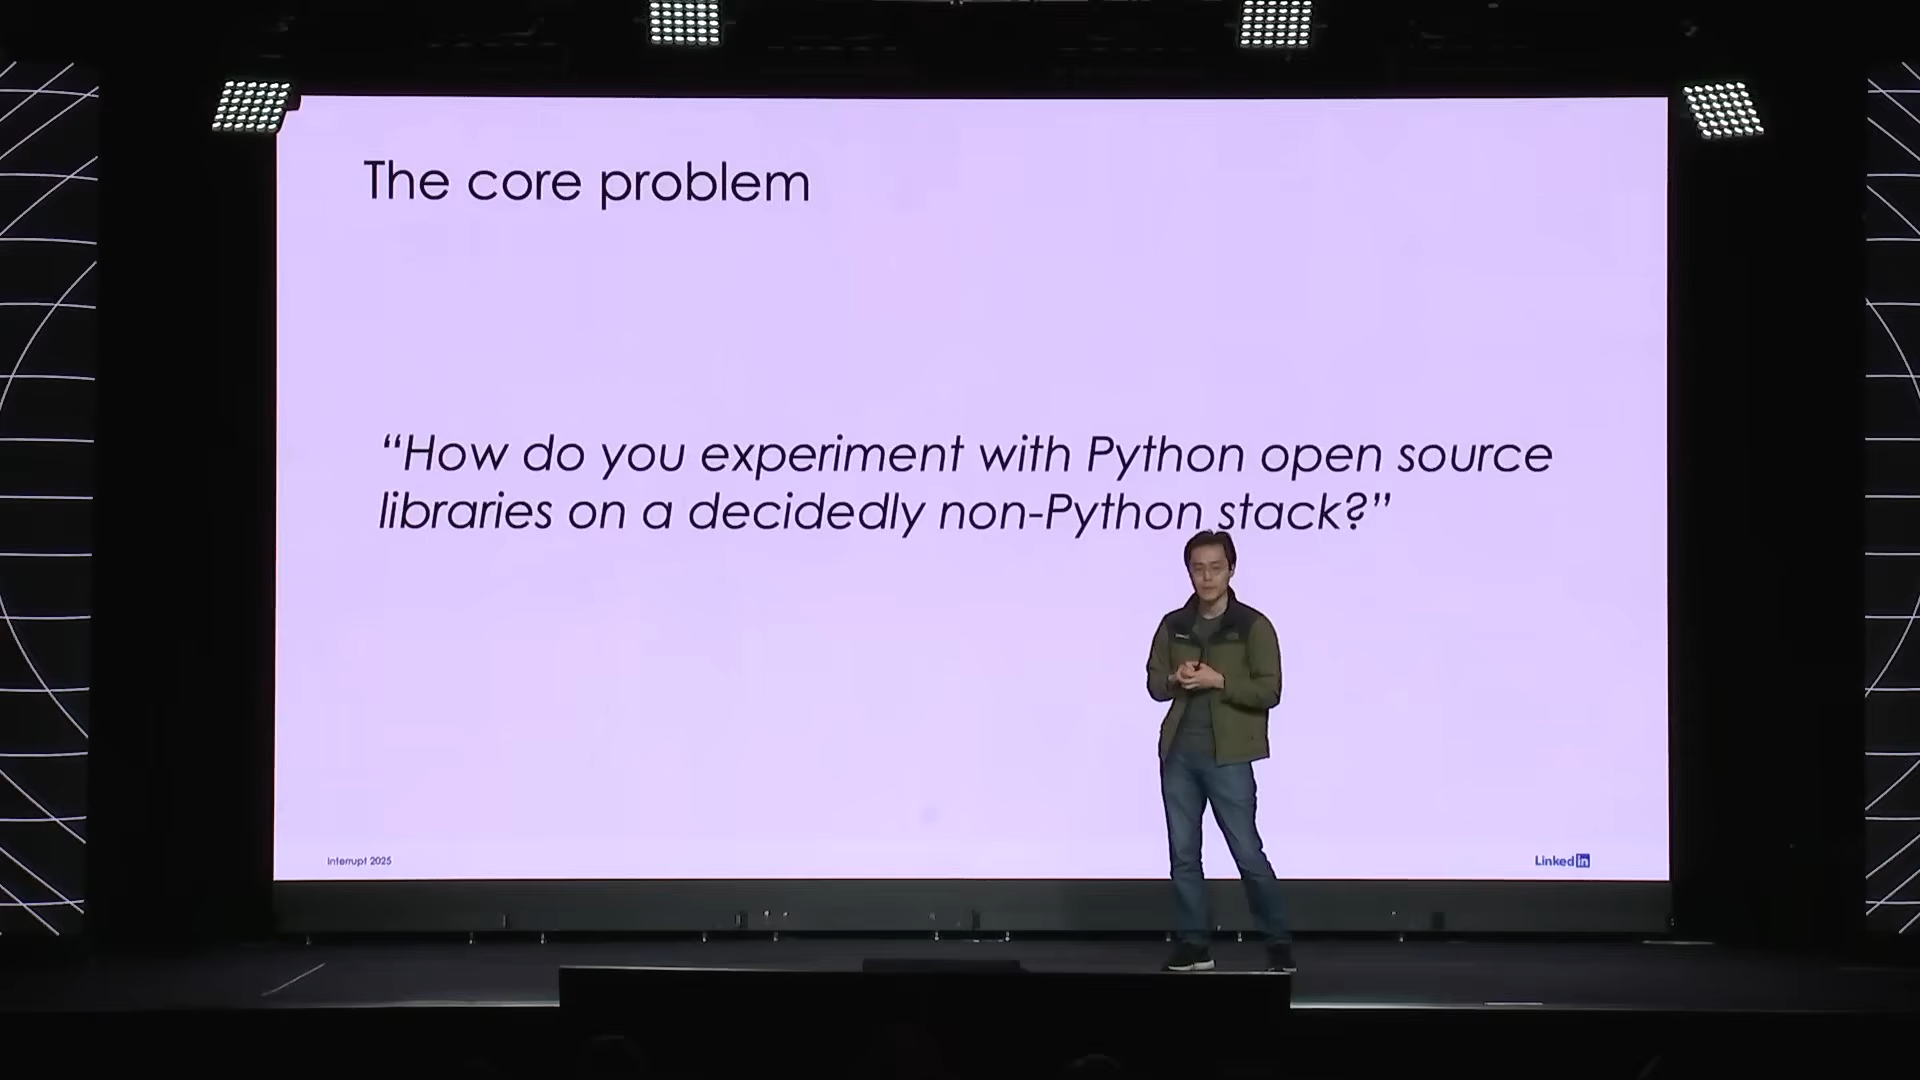 The core problem
“How do you experiment with Python open source
libraries on a decidedly non-Python stack?”
Interrupt 2025
LinkedIn